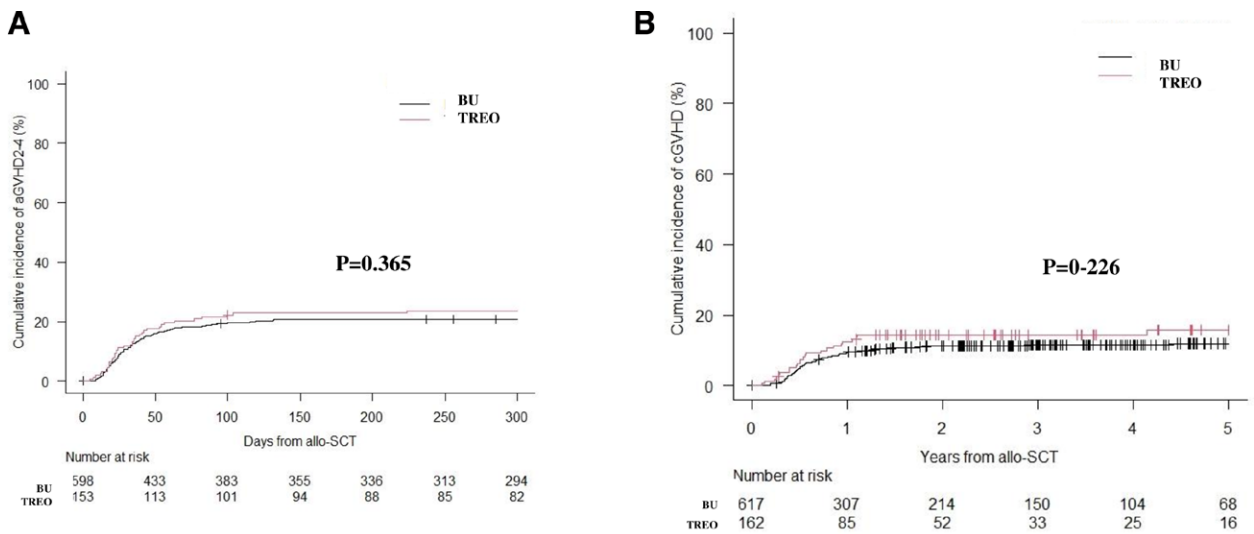 A
Cumulative incidence of aGVHD2-4 (%)
100
80
60
40
20
0
BU
TREO
P=0.365
0 50 100 150 200 250 300
Days from allo-SCT
Number at risk
BU 598 433 383 355 336 313 294
TREO 153 113 101 94 88 85 82
B
Cumulative incidence of cGVHD (%)
100
80
60
40
20
0
BU
TREO
P=0-226
0 1 2 3 4 5
Years from allo-SCT
Number at risk
BU 617 307 214 150 104 68
TREO 162 85 52 33 25 16